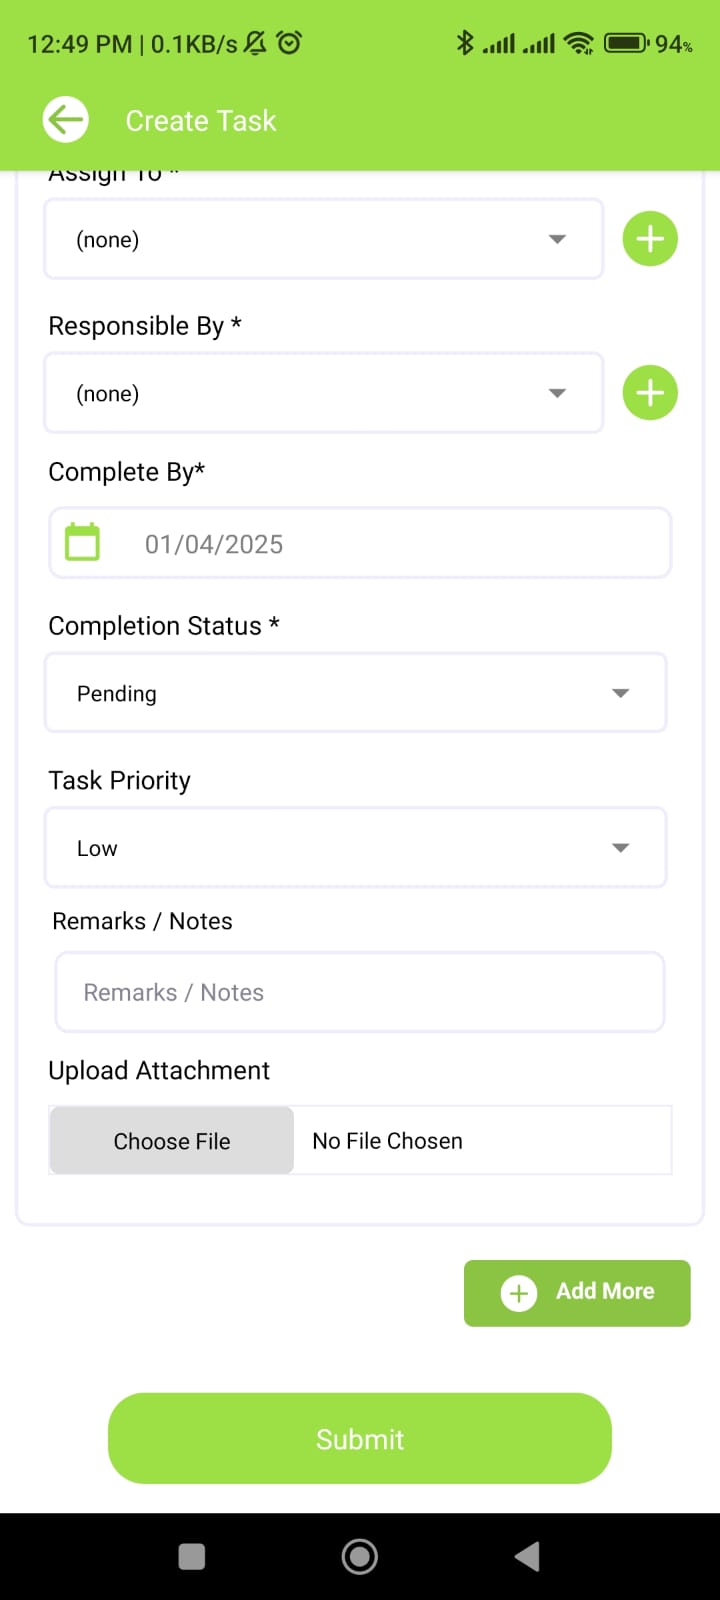 12:49 PM | 0.1KB/s 94%
Create Task
Assign To *
(none)
Responsible By *
(none)
Complete By*
01/04/2025
Completion Status *
Pending
Task Priority
Low
Remarks / Notes
Remarks / Notes
Upload Attachment
Choose File No File Chosen
Add More
Submit